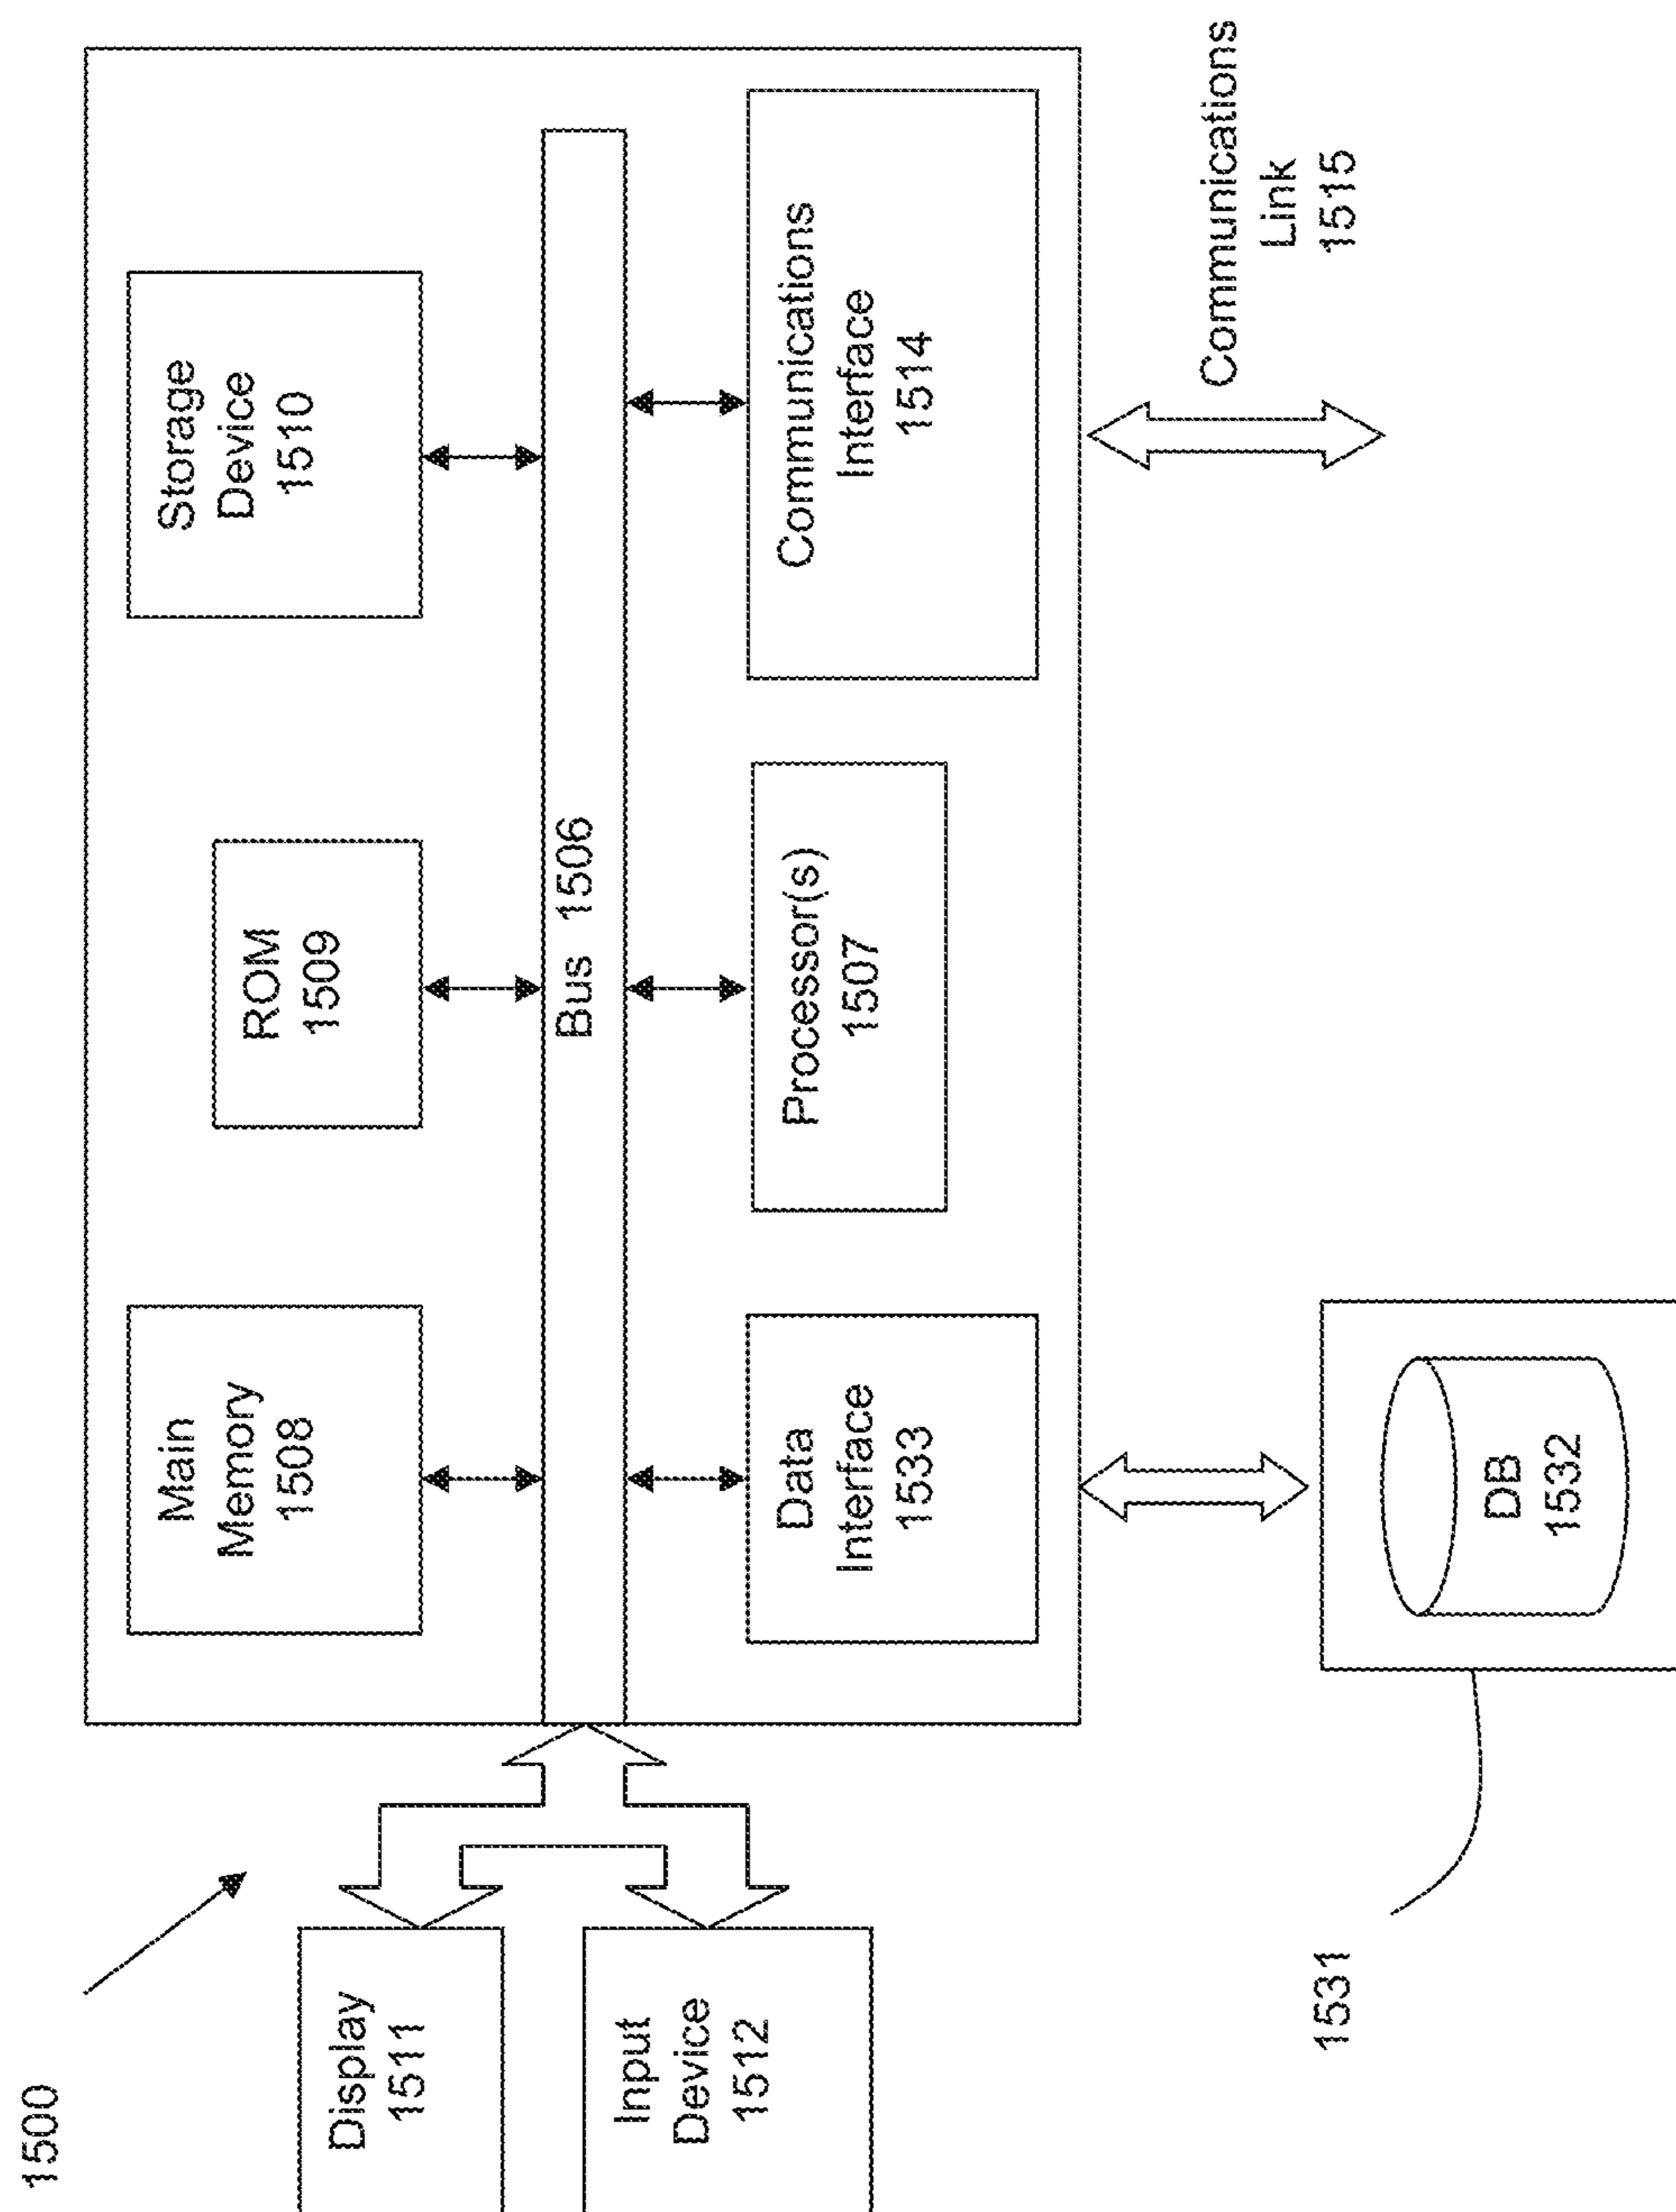 1500
Main
Memory
1508
ROM
1509
Storage
Device
1510
Display
1511
Bus 1506
Input
Device
1512
Data
Interface
1533
Processor(s)
1507
Communications
Interface
1514
1531
DB
1532
Communications
Link
1515